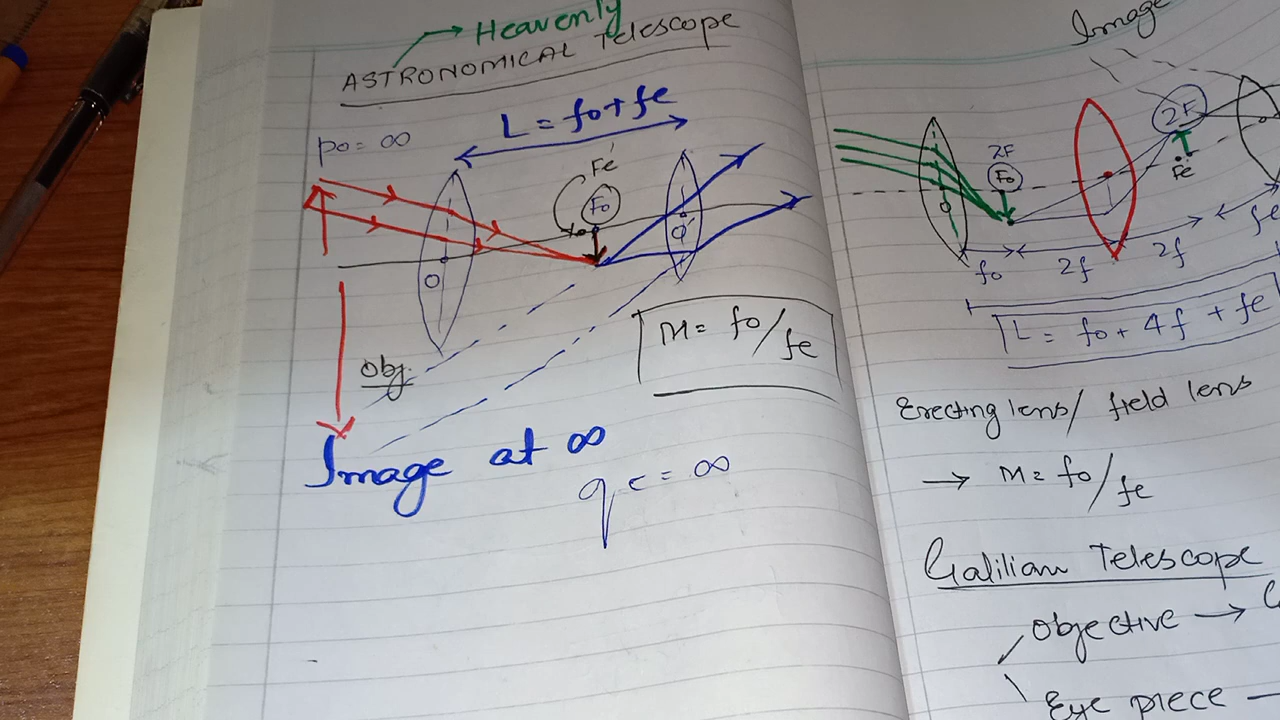 Heavenly
ASTRONOMICAL Telescope
L = fo + fe
po = ∞
Fe'
Fo
O
O'
Obj.
M = fo/fe
Image at ∞
qe = ∞
Image
2F
Fo
2F
Fe
O
fo
2f
2f
fe
L = fo + 4f + fe
Erecting lens/ field lens
→ M = fo/fe
Galilian Telescope
Objective →
Eye piece —